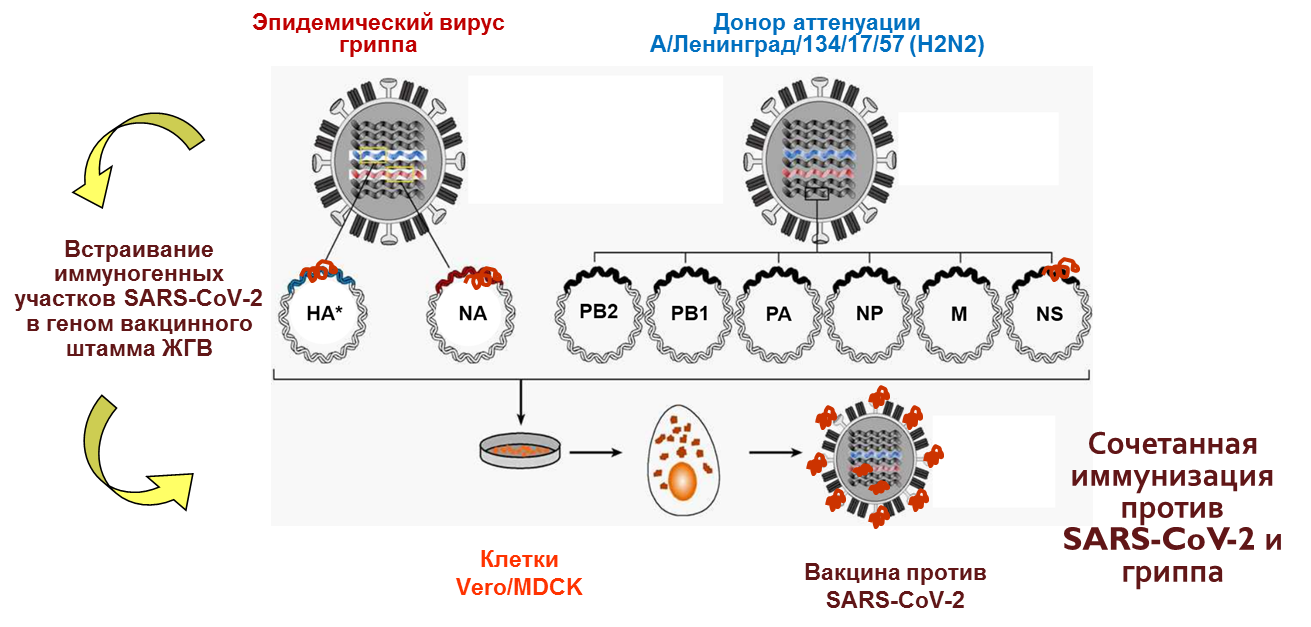 Эпидемический вирус
гриппа
Донор аттенуации
А/Ленинград/134/17/57 (H2N2)
Встраивание
иммуногенных
участков SARS-CoV-2
в геном вакцинного
штамма ЖГВ
HA*
NA
PB2
PB1
PA
NP
M
NS
Клетки
Vero/MDCK
Вакцина против
SARS-CoV-2
Сочетанная
иммунизация
против
SARS-CoV-2 и
гриппа